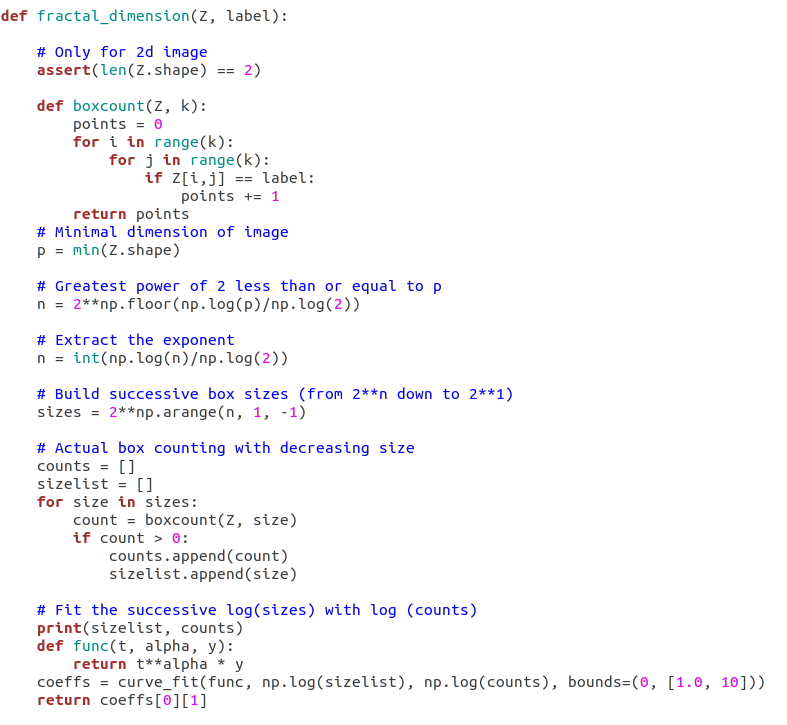 def fractal_dimension(Z, label):

    # Only for 2d image
    assert(len(Z.shape) == 2)

    def boxcount(Z, k):
        points = 0
        for i in range(k):
            for j in range(k):
                if Z[i,j] == label:
                    points += 1
        return points
    # Minimal dimension of image
    p = min(Z.shape)

    # Greatest power of 2 less than or equal to p
    n = 2**np.floor(np.log(p)/np.log(2))

    # Extract the exponent
    n = int(np.log(n)/np.log(2))

    # Build successive box sizes (from 2**n down to 2**1)
    sizes = 2**np.arange(n, 1, -1)

    # Actual box counting with decreasing size
    counts = []
    sizelist = []
    for size in sizes:
        count = boxcount(Z, size)
        if count > 0:
            counts.append(count)
            sizelist.append(size)

    # Fit the successive log(sizes) with log (counts)
    print(sizelist, counts)
    def func(t, alpha, y):
        return t**alpha * y
    coeffs = curve_fit(func, np.log(sizelist), np.log(counts), bounds=(0, [1.0, 10]))
    return coeffs[0][1]